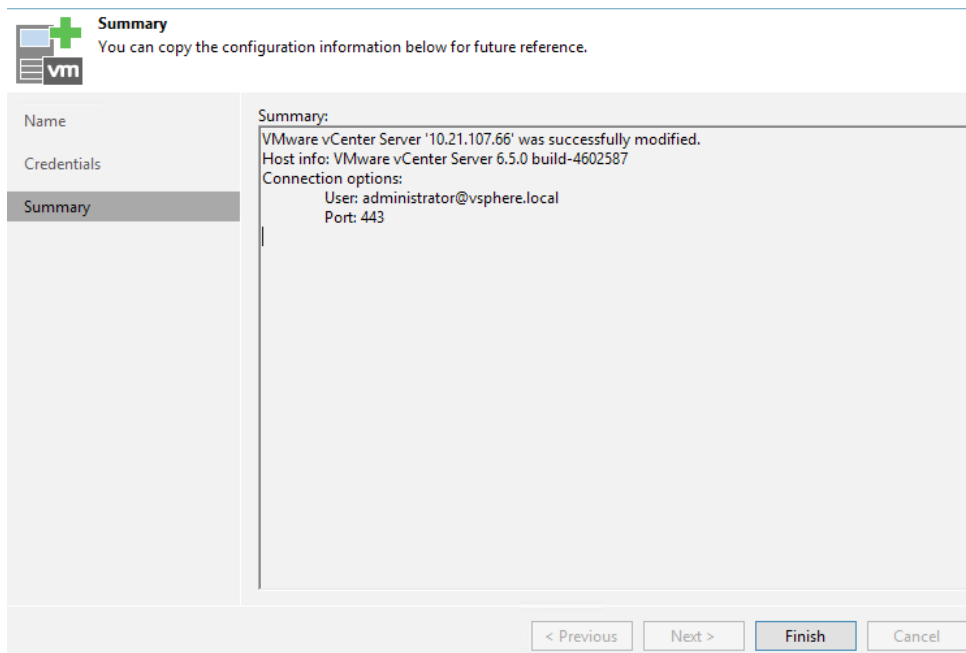 Summary
You can copy the configuration information below for future reference.
vm
Name
Credentials
Summary
Summary:
VMware vCenter Server '10.21.107.66' was successfully modified.
Host info: VMware vCenter Server 6.5.0 build-4602587
Connection options:
User: administrator@vsphere.local
Port: 443
< Previous
Next >
Finish
Cancel